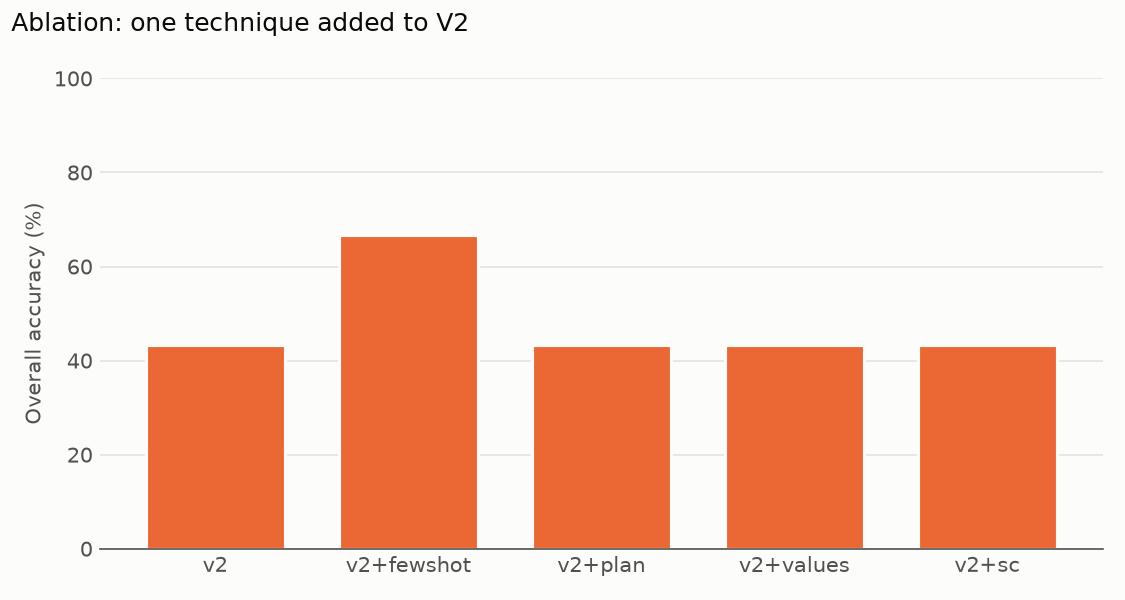 Ablation: one technique added to V2
Overall accuracy (%)
100
80
60
40
20
0
v2
v2+fewshot
v2+plan
v2+values
v2+sc